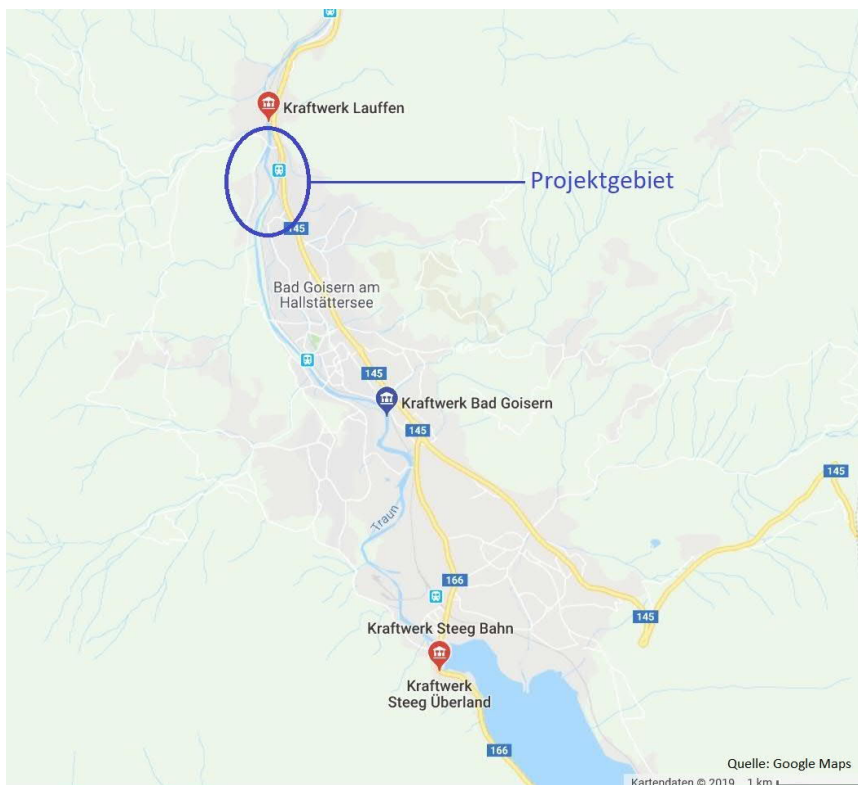 Kraftwerk Lauffen
Projektgebiet
145
Bad Goisern am
Hallstättersee
145
Kraftwerk Bad Goisern
145
145
Traun
166
145
Kraftwerk Steeg Bahn
Kraftwerk
Steeg Überland
166
Quelle: Google Maps
Kartendaten © 2019 1 km